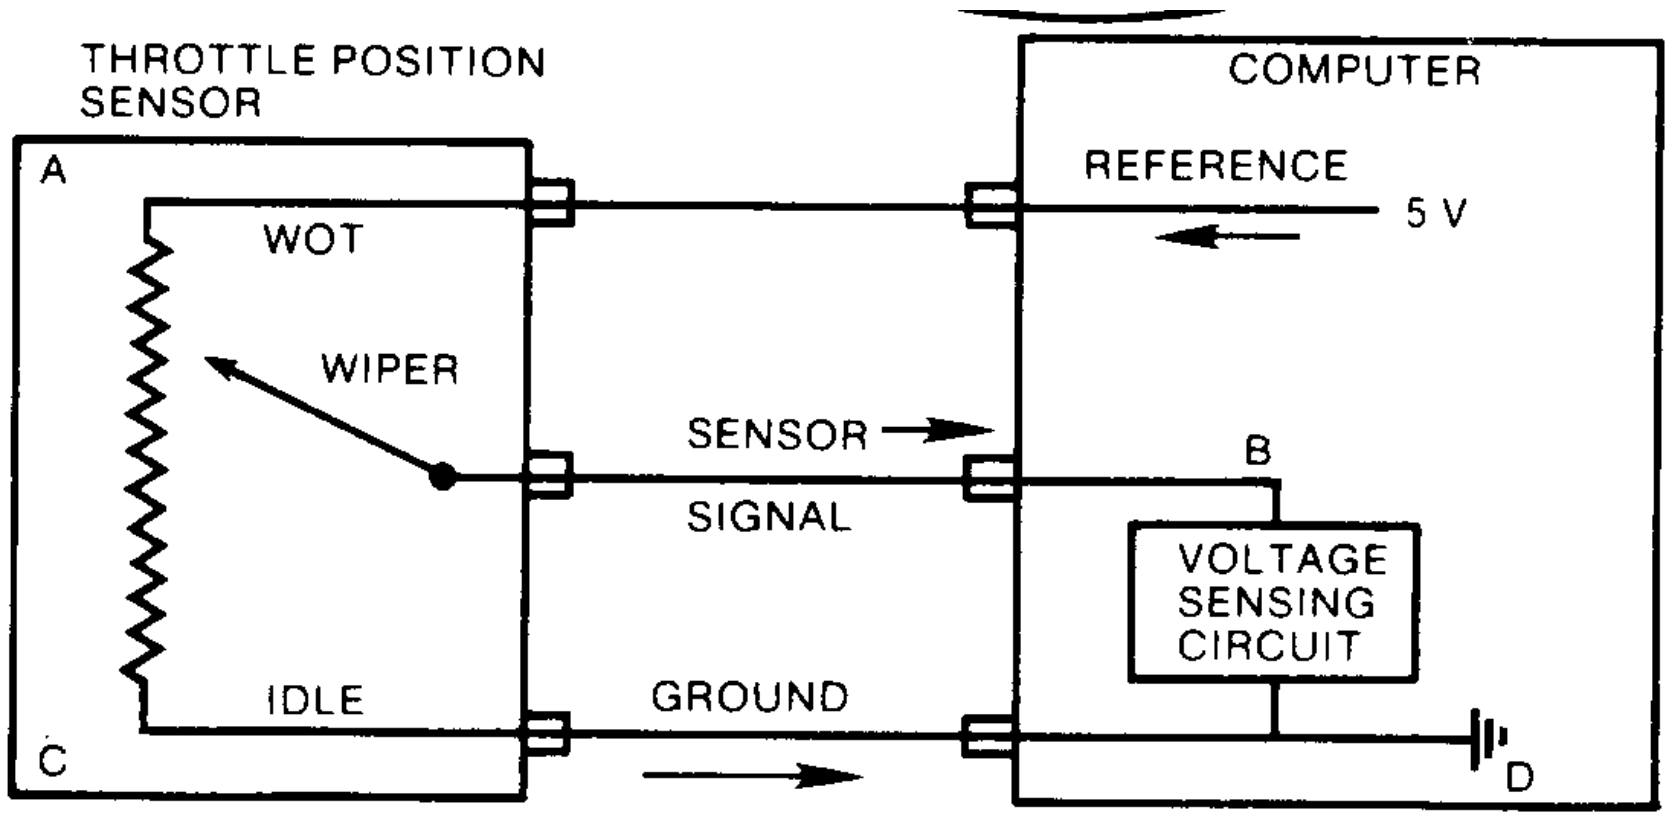 THROTTLE POSITION
SENSOR
COMPUTER
A
REFERENCE
5 V
WOT
WIPER
SENSOR
B
SIGNAL
VOLTAGE
SENSING
CIRCUIT
IDLE
GROUND
C
D